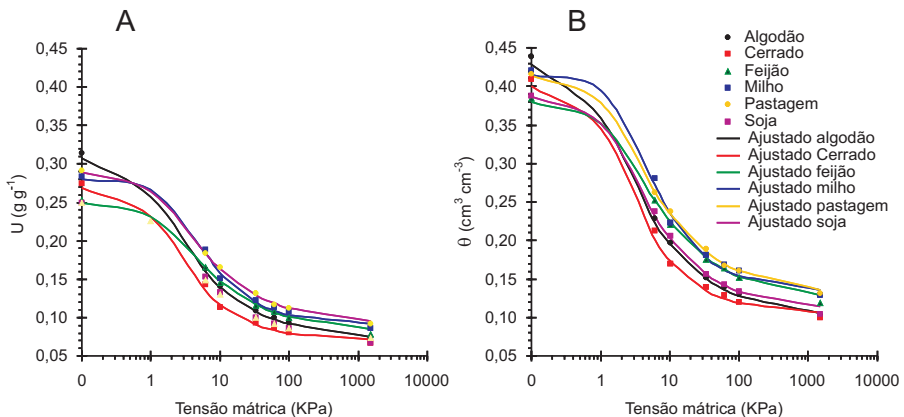 A
0,45
0,40
0,35
0,30
0,25
0,20
0,15
0,10
0,05
U (g g⁻¹)
0 1 10 100 1000 10000
Tensão mátrica (KPa)
B
0,45
0,40
0,35
0,30
0,25
0,20
0,15
0,10
0,05
θ (cm³ cm⁻³)
0 1 10 100 1000 10000
Tensão mátrica (KPa)
Algodão
Cerrado
Feijão
Milho
Pastagem
Soja
Ajustado algodão
Ajustado Cerrado
Ajustado feijão
Ajustado milho
Ajustado pastagem
Ajustado soja